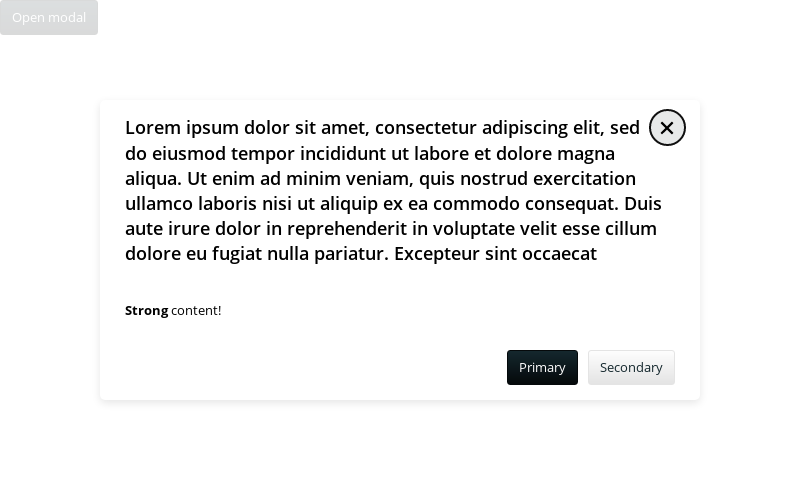 Open modal
Lorem ipsum dolor sit amet, consectetur adipiscing elit, sed
do eiusmod tempor incididunt ut labore et dolore magna
aliqua. Ut enim ad minim veniam, quis nostrud exercitation
ullamco laboris nisi ut aliquip ex ea commodo consequat. Duis
aute irure dolor in reprehenderit in voluptate velit esse cillum
dolore eu fugiat nulla pariatur. Excepteur sint occaecat
Strong content!
Primary Secondary